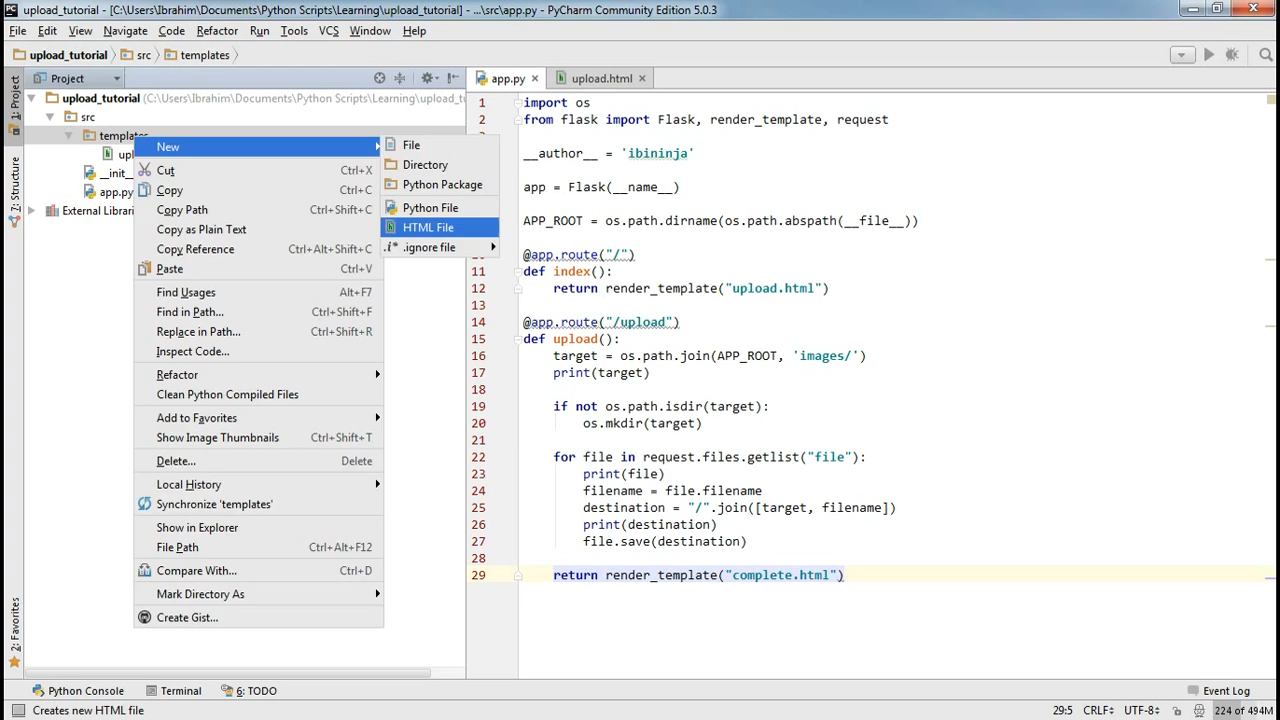 upload_tutorial - [C:\Users\Ibrahim\Documents\Python Scripts\Learning\upload_tutorial] - ...\src\app.py - PyCharm Community Edition 5.0.3
File Edit View Navigate Code Refactor Run Tools VCS Window Help
upload_tutorial src templates
Project
app.py
upload.html
1: Project
7: Structure
2: Favorites
upload_tutorial (C:\Users\Ibrahim\Documents\Python Scripts\Learning\upload_t
src
templates
upl
__init_
app.py
External Librari
New
Cut Ctrl+X
Copy Ctrl+C
Copy Path Ctrl+Shift+C
Copy as Plain Text
Copy Reference Ctrl+Alt+Shift+C
Paste Ctrl+V
Find Usages Alt+F7
Find in Path... Ctrl+Shift+F
Replace in Path... Ctrl+Shift+R
Inspect Code...
Refactor
Clean Python Compiled Files
Add to Favorites
Show Image Thumbnails Ctrl+Shift+T
Delete... Delete
Local History
Synchronize 'templates'
Show in Explorer
File Path Ctrl+Alt+F12
Compare With... Ctrl+D
Mark Directory As
Create Gist...
File
Directory
Python Package
Python File
HTML File
.ignore file
1 import os
2 from flask import Flask, render_template, request
__author__ = 'ibininja'
app = Flask(__name__)
APP_ROOT = os.path.dirname(os.path.abspath(__file__))
@app.route("/")
11 def index():
12 return render_template("upload.html")
13
14 @app.route("/upload")
15 def upload():
16 target = os.path.join(APP_ROOT, 'images/')
17 print(target)
18
19 if not os.path.isdir(target):
20 os.mkdir(target)
21
22 for file in request.files.getlist("file"):
23 print(file)
24 filename = file.filename
25 destination = "/".join([target, filename])
26 print(destination)
27 file.save(destination)
28
29 return render_template("complete.html")
Python Console Terminal 6: TODO Event Log
Creates new HTML file 29:5 CRLF UTF-8 224 of 494M